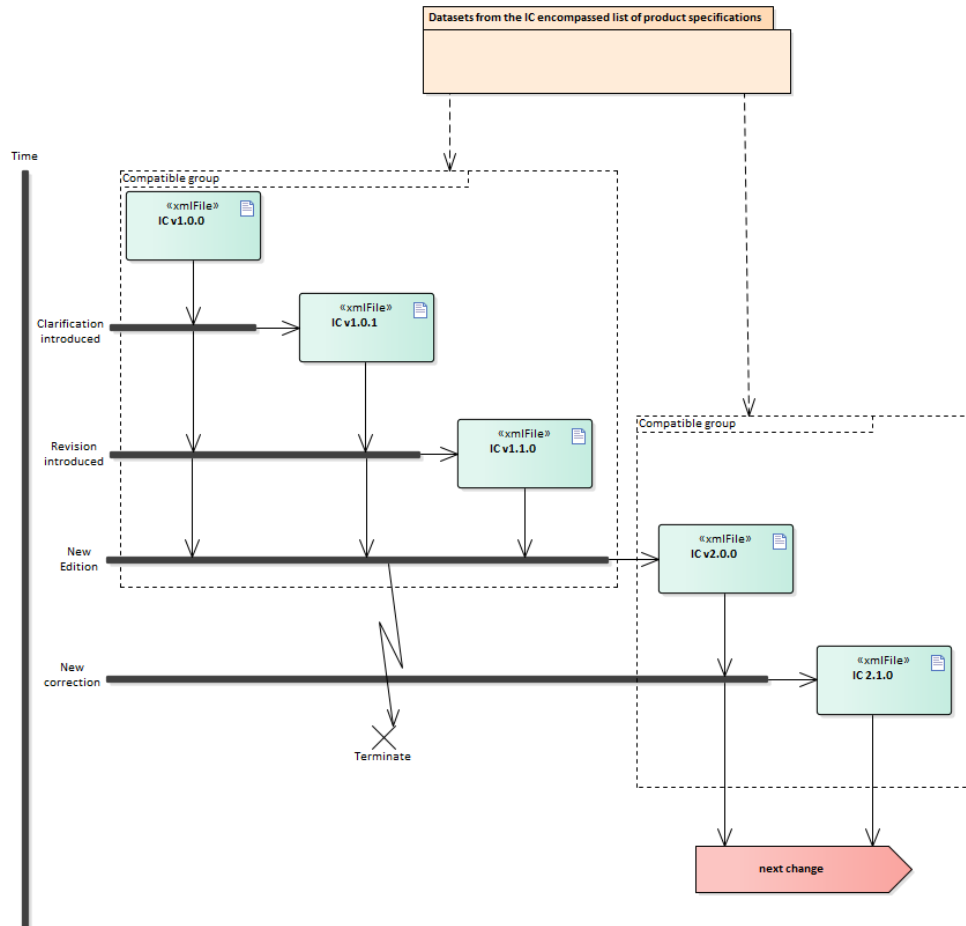 Datasets from the IC encompassed list of product specifications
Time
Compatible group
«xmlFile»
IC v1.0.0
Clarification
introduced
«xmlFile»
IC v1.0.1
Revision
introduced
«xmlFile»
IC v1.1.0
Compatible group
New
Edition
«xmlFile»
IC v2.0.0
New
correction
«xmlFile»
IC 2.1.0
Terminate
next change